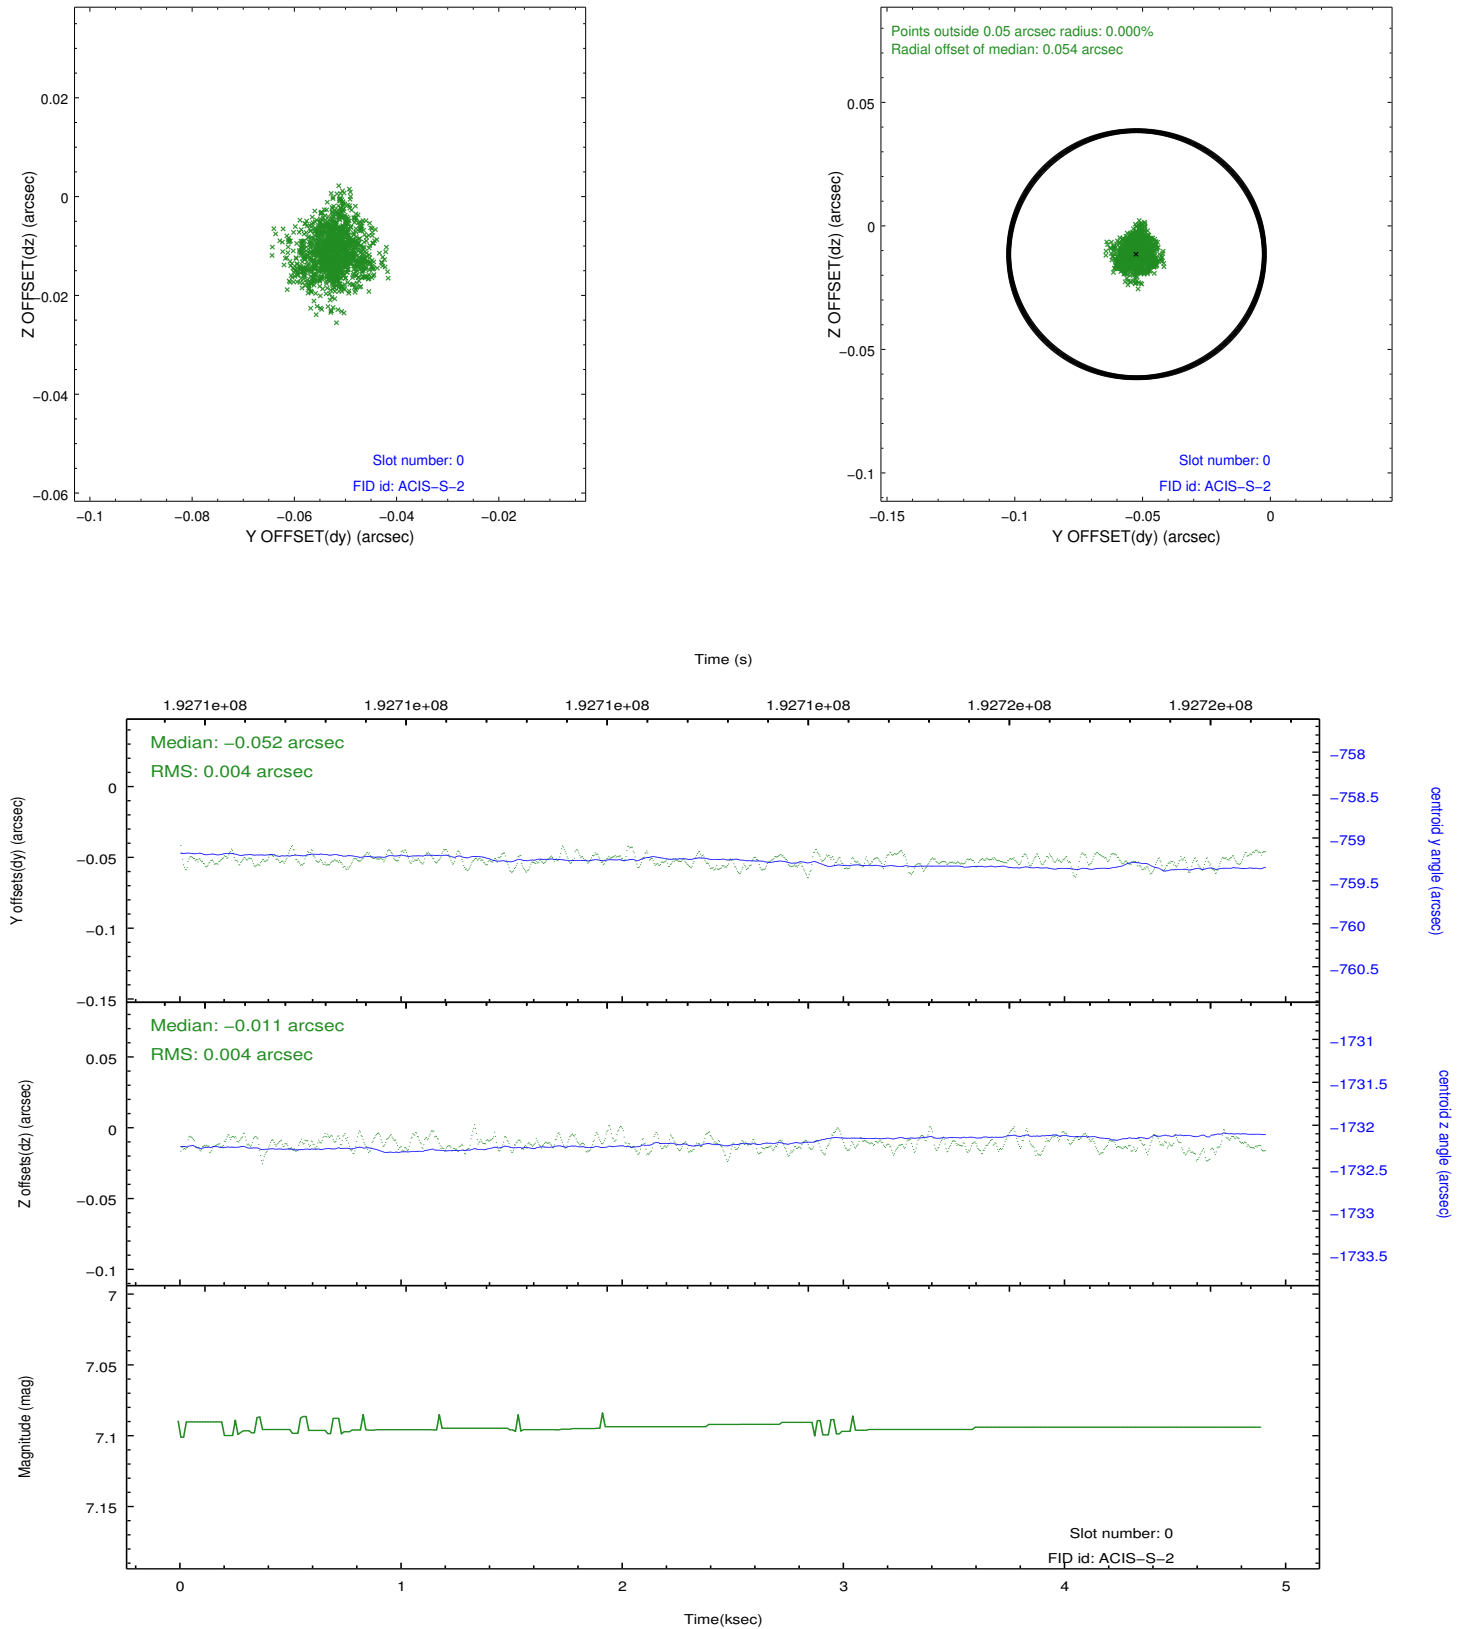 0.02
0
−0.02
−0.04
−0.06
Z OFFSET(dz) (arcsec)
Slot number: 0
FID id: ACIS−S−2
−0.1
−0.08
−0.06
−0.04
−0.02
Y OFFSET(dy) (arcsec)
Points outside 0.05 arcsec radius: 0.000%
Radial offset of median: 0.054 arcsec
0.05
0
−0.05
−0.1
Z OFFSET(dz) (arcsec)
Slot number: 0
FID id: ACIS−S−2
−0.15
−0.1
−0.05
0
Y OFFSET(dy) (arcsec)
Time (s)
1.9271e+08
1.9271e+08
1.9271e+08
1.9271e+08
1.9272e+08
1.9272e+08
Median: −0.052 arcsec
RMS: 0.004 arcsec
0
−0.05
−0.1
−0.15
Y offsets(dy) (arcsec)
−758
−758.5
−759
−759.5
−760
−760.5
centroid y angle (arcsec)
Median: −0.011 arcsec
RMS: 0.004 arcsec
0.05
0
−0.05
−0.1
Z offsets(dz) (arcsec)
−1731
−1731.5
−1732
−1732.5
−1733
−1733.5
centroid z angle (arcsec)
7
7.05
7.1
7.15
Magnitude (mag)
Slot number: 0
FID id: ACIS−S−2
0
1
2
3
4
5
Time(ksec)